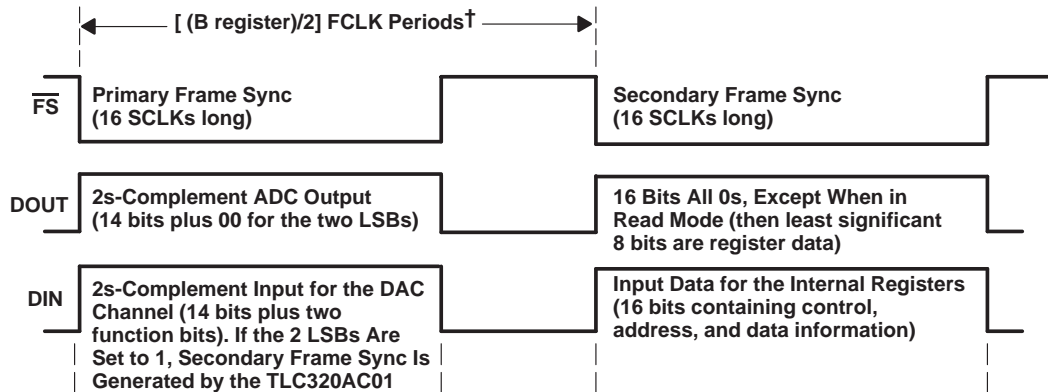 [ (B register)/2] FCLK Periods†
FS
Primary Frame Sync
(16 SCLKs long)
Secondary Frame Sync
(16 SCLKs long)
DOUT
2s-Complement ADC Output
(14 bits plus 00 for the two LSBs)
16 Bits All 0s, Except When in
Read Mode (then least significant
8 bits are register data)
DIN
2s-Complement Input for the DAC
Channel (14 bits plus two
function bits). If the 2 LSBs Are
Set to 1, Secondary Frame Sync Is
Generated by the TLC320AC01
Input Data for the Internal Registers
(16 bits containing control,
address, and data information)